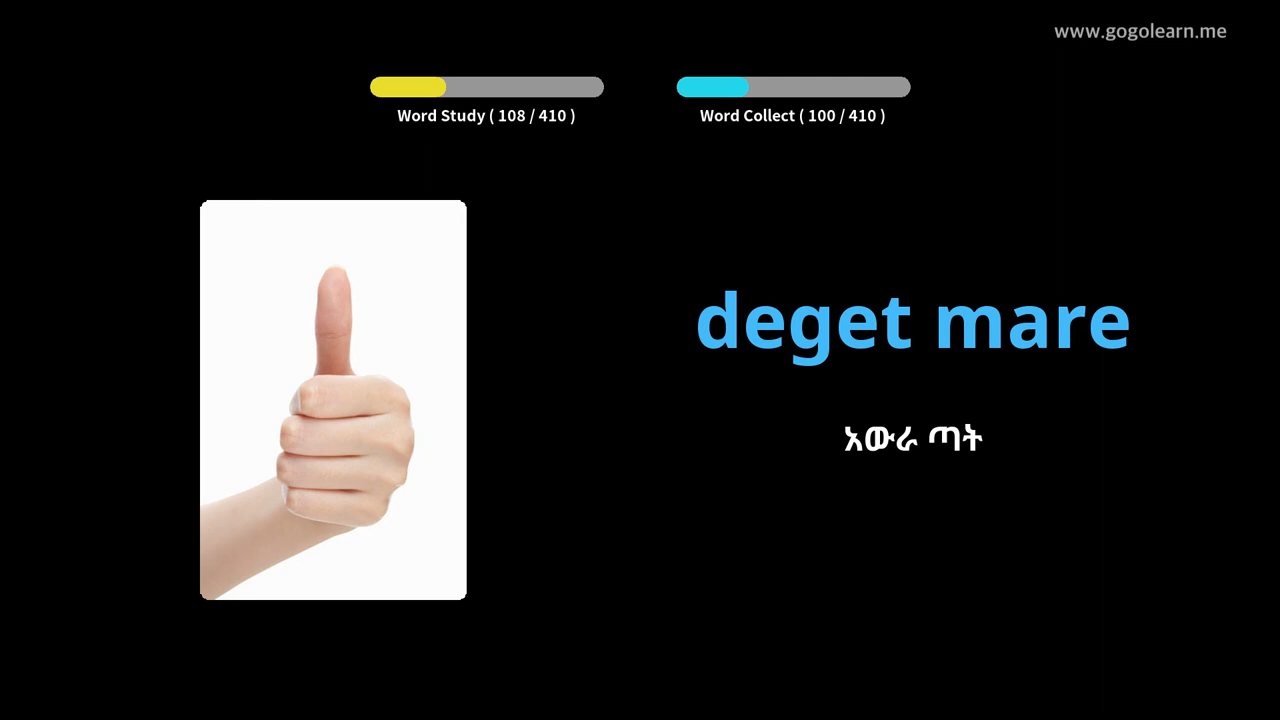 www.gogolearn.me
Word Study ( 108 / 410 )
Word Collect ( 100 / 410 )
deget mare
አውራ ጣት